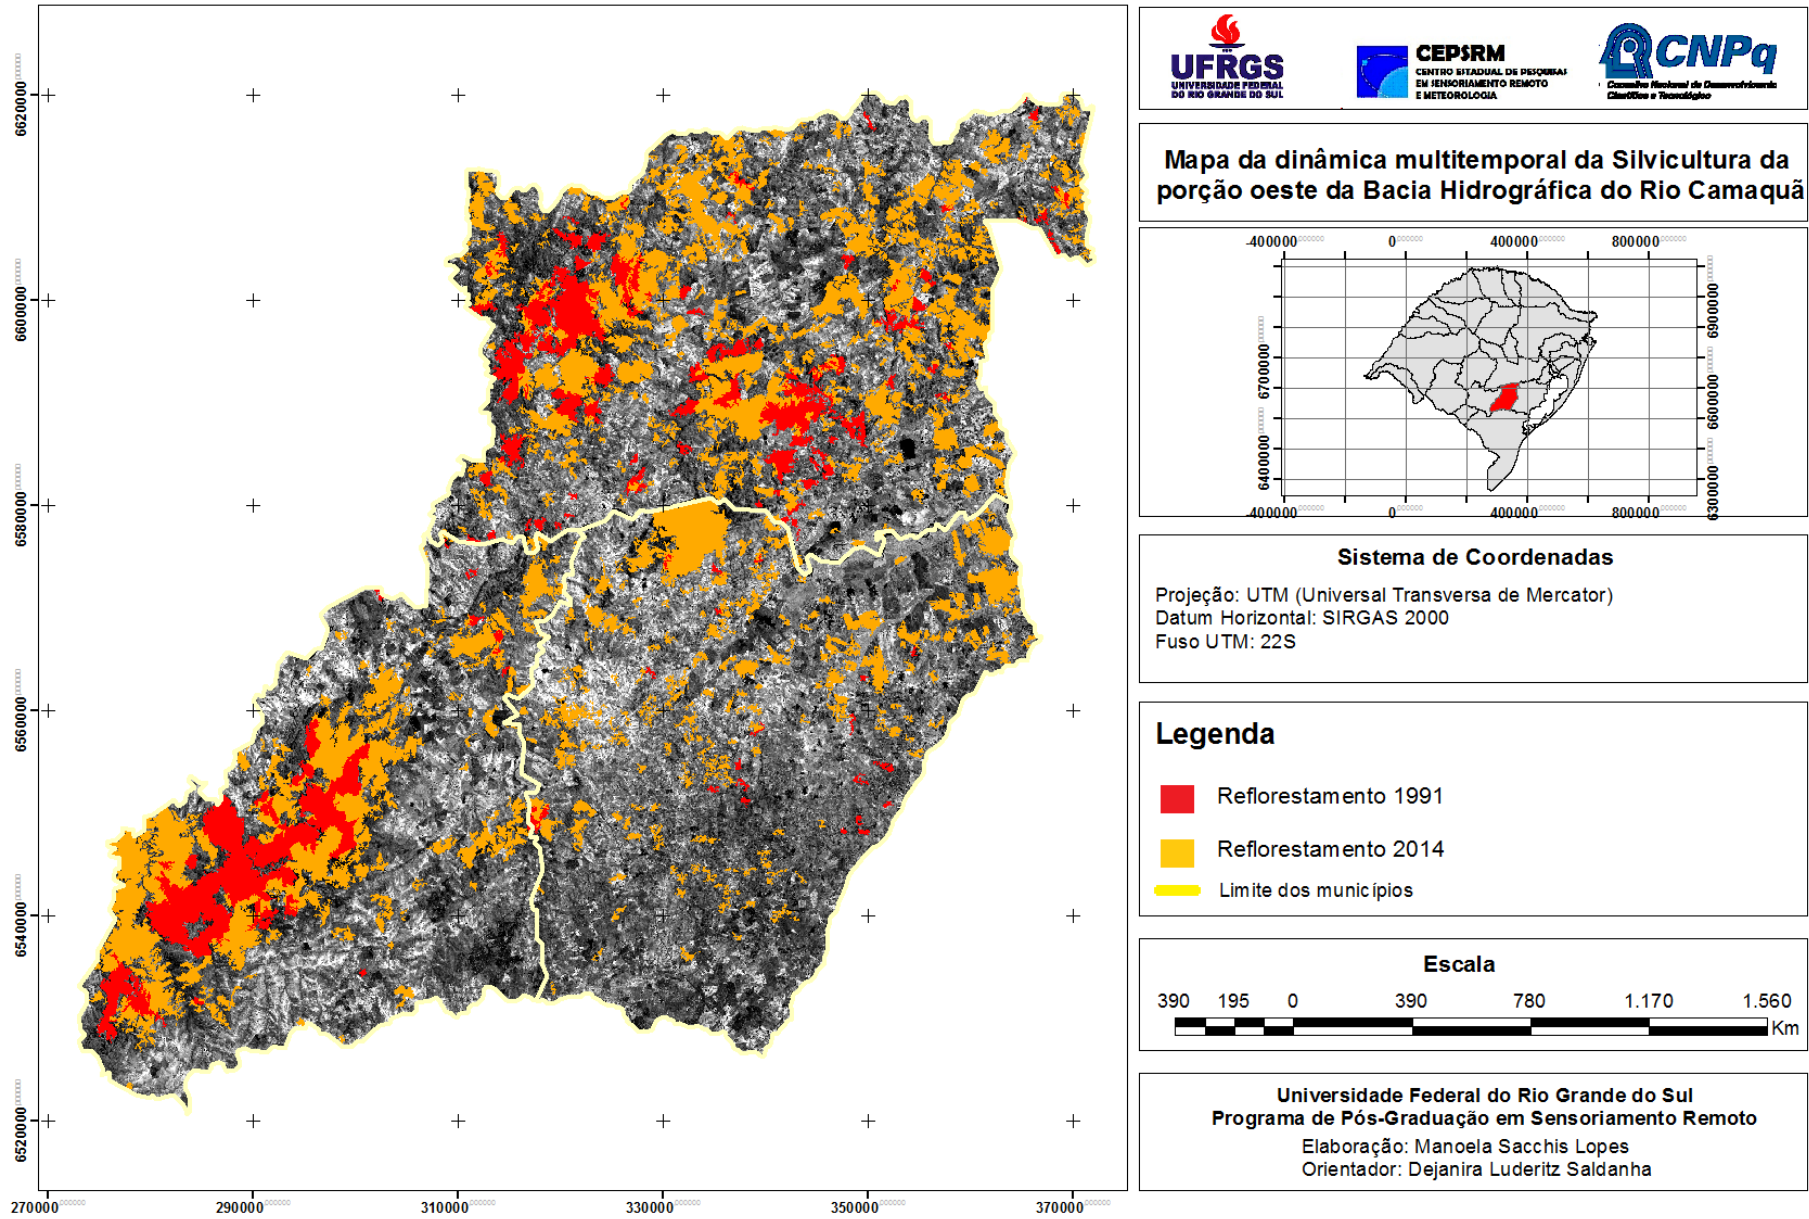 6620000
6600000
6580000
6560000
6540000
6520000
270000
290000
310000
330000
350000
370000
UFRGS
UNIVERSIDADE FEDERAL
DO RIO GRANDE DO SUL
CEPSRM
CENTRO ESTADUAL DE PESQUISAS
EM SENSORIAMENTO REMOTO
E METEOROLOGIA
CNPq
Conselho Nacional de Desenvolvimento
Científico e Tecnológico
Mapa da dinâmica multitemporal da Silvicultura da
porção oeste da Bacia Hidrográfica do Rio Camaquã
-400000
0
400000
800000
6900000
6600000
6300000
6700000
6400000
-400000
0
400000
800000
Sistema de Coordenadas
Projeção: UTM (Universal Transversa de Mercator)
Datum Horizontal: SIRGAS 2000
Fuso UTM: 22S
Legenda
Reflorestamento 1991
Reflorestamento 2014
Limite dos municípios
Escala
390 195 0 390 780 1.170 1.560
Km
Universidade Federal do Rio Grande do Sul
Programa de Pós-Graduação em Sensoriamento Remoto
Elaboração: Manoela Sacchis Lopes
Orientador: Dejanira Luderitz Saldanha